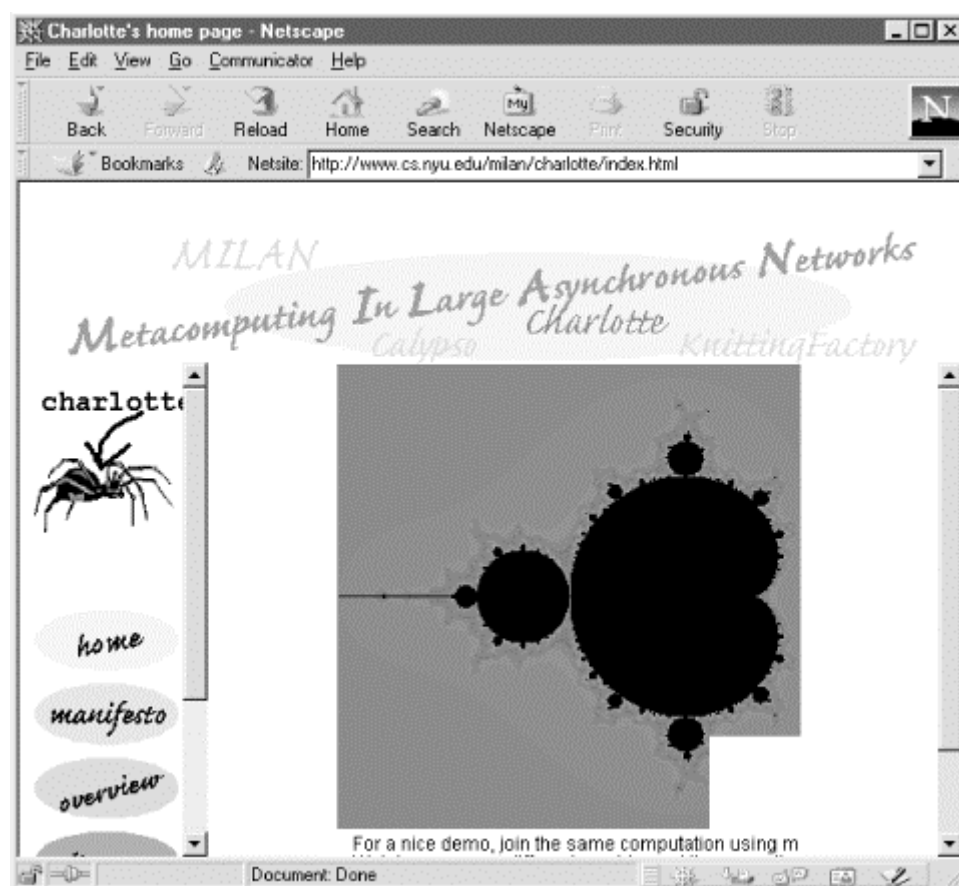 Charlotte's home page - Netscape
File Edit View Go Communicator Help
My
N
Back Forward Reload Home Search Netscape Print Security Stop
Bookmarks Netsite: http://www.cs.nyu.edu/milan/charlotte/index.html
MILAN
Metacomputing In Large Asynchronous Networks
Charlotte
Calypso KnittingFactory
charlotte
home
manifesto
overview
For a nice demo, join the same computation using m
Document: Done